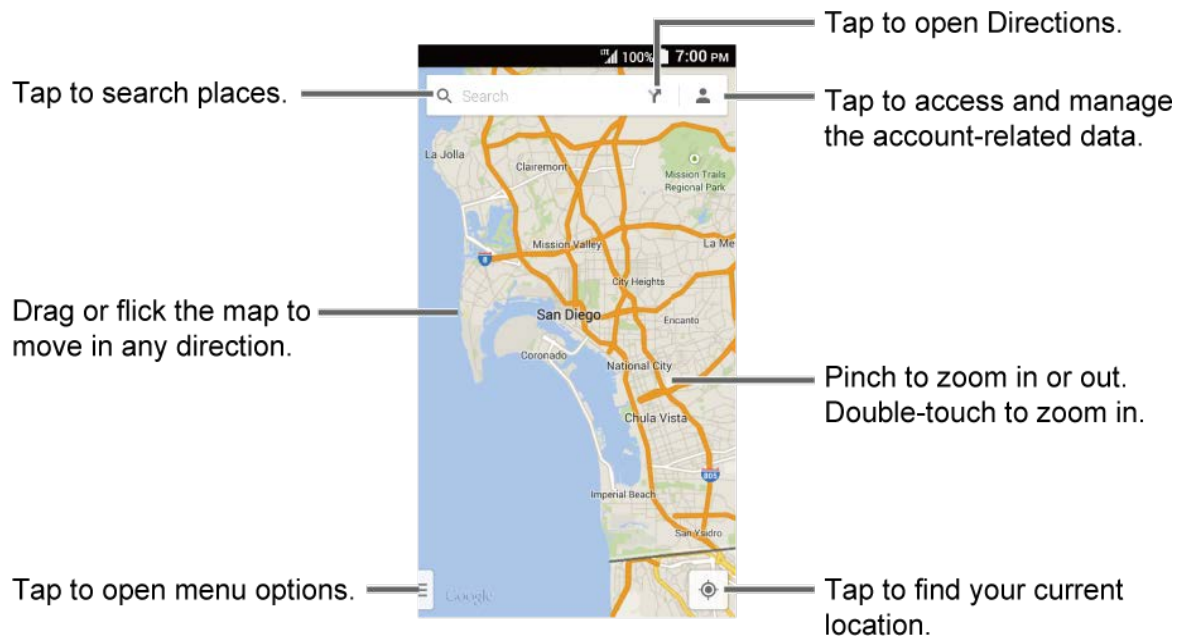 Tap to open Directions.
LTE 100% 7:00 PM
Tap to search places.
Search
Tap to access and manage
the account-related data.
La Jolla
Clairemont
Mission Trails
Regional Park
Mission Valley
La Me
8
City Heights
Drag or flick the map to
move in any direction.
San Diego
Encanto
Coronado
National City
Pinch to zoom in or out.
Double-touch to zoom in.
Chula Vista
805
Imperial Beach
San Ysidro
Tap to open menu options.
Google
Tap to find your current
location.